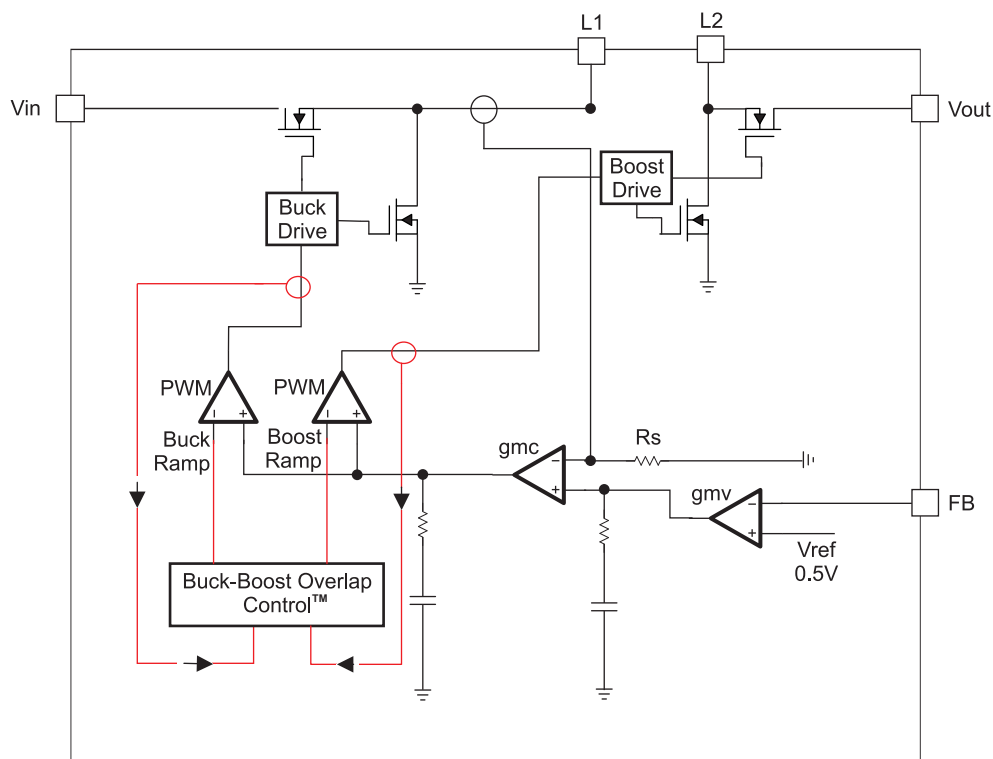 L1
L2
Vin
Vout
Buck
Drive
Boost
Drive
PWM
PWM
- +
- +
Buck
Ramp
Boost
Ramp
gmc
-
+
Rs
gmv
-
+
FB
Vref
0.5V
Buck-Boost Overlap
Control™